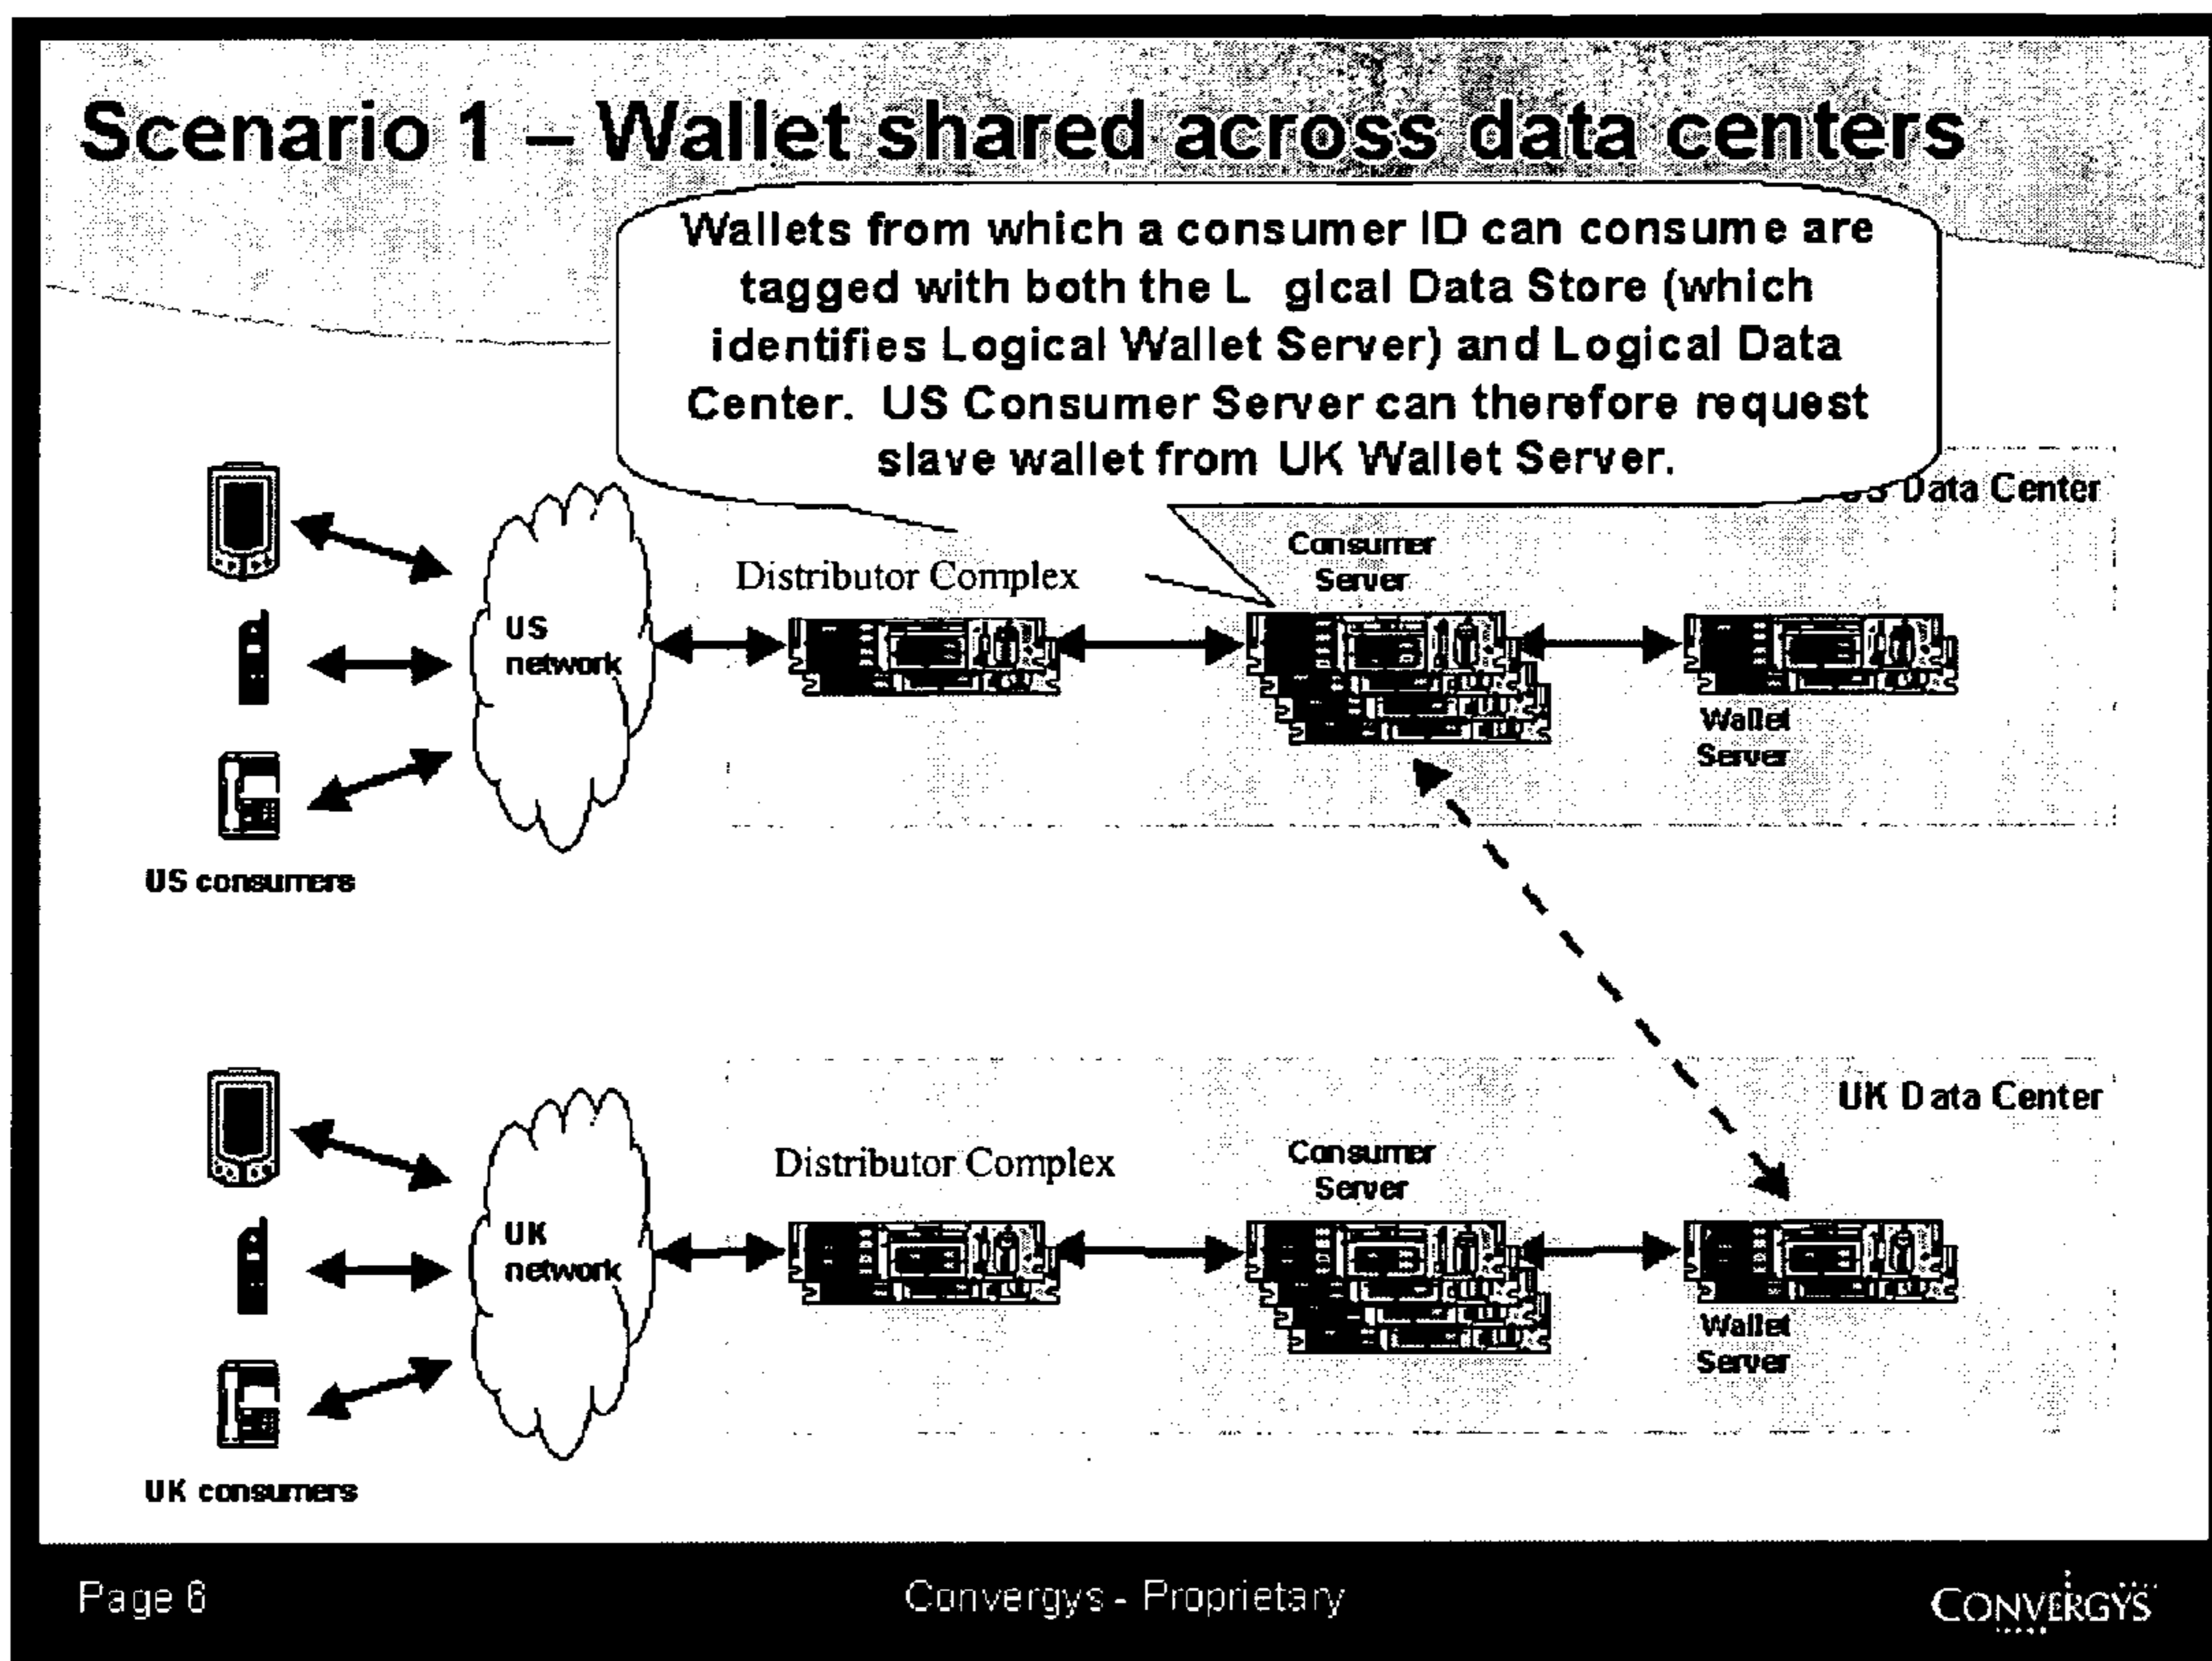 Scenario 1 – Wallet shared across data centers
Wallets from which a consumer ID can consume are
tagged with both the L gical Data Store (which
identifies Logical Wallet Server) and Logical Data
Center. US Consumer Server can therefore request
slave wallet from UK Wallet Server.
US Data Center
Consumer
Server
Distributor Complex
US
network
Wallet
Server
US consumers
UK Data Center
Consumer
Server
Distributor Complex
UK
network
Wallet
Server
UK consumers
Page 6
Convergys - Proprietary
CONVERGYS